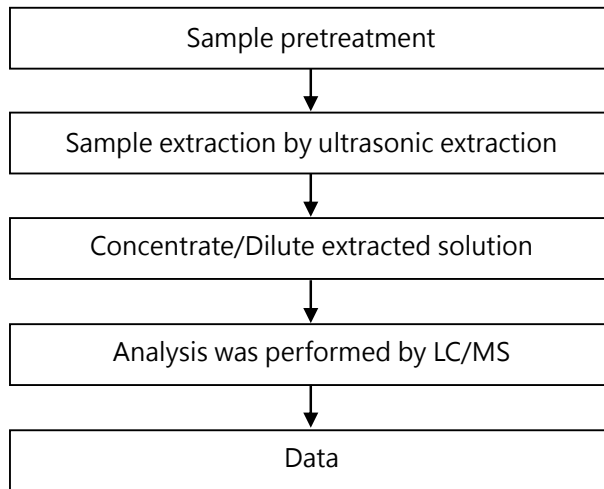 Sample pretreatment
Sample extraction by ultrasonic extraction
Concentrate/Dilute extracted solution
Analysis was performed by LC/MS
Data